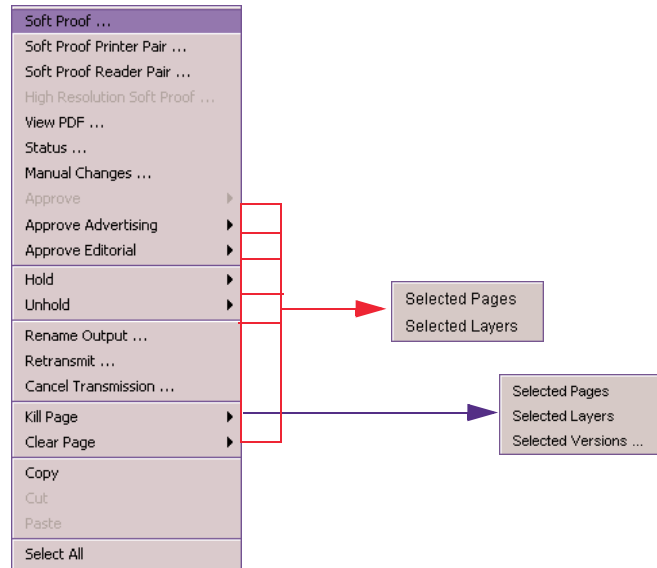 Soft Proof ...
Soft Proof Printer Pair ...
Soft Proof Reader Pair ...
High Resolution Soft Proof ...
View PDF ...
Status ...
Manual Changes ...
Approve
Approve Advertising
Approve Editorial
Hold
Unhold
Rename Output ...
Retransmit ...
Cancel Transmission ...
Kill Page
Clear Page
Copy
Cut
Paste
Select All
Selected Pages
Selected Layers
Selected Pages
Selected Layers
Selected Versions ...